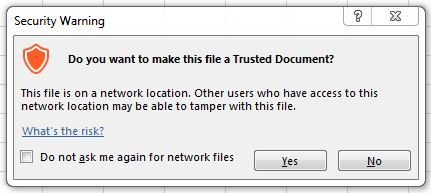 Security Warning
Do you want to make this file a Trusted Document?
This file is on a network location. Other users who have access to this
network location may be able to tamper with this file.
What's the risk?
Do not ask me again for network files
Yes
No